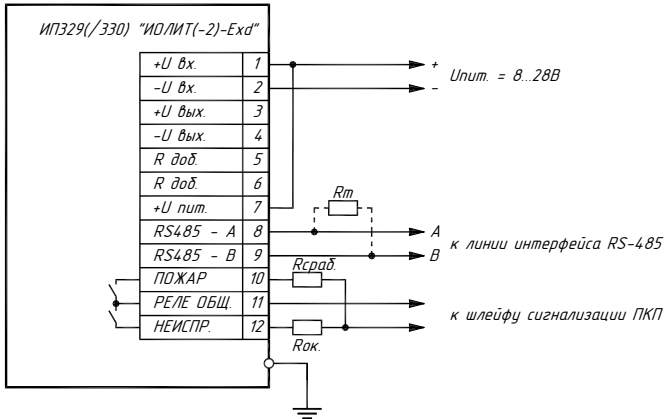 ИП329(/330) "ИОЛИТ(-2)-Exd"
+U вх. 1
-U вх. 2
+U вых. 3
-U вых. 4
R доб. 5
R доб. 6
+U пит. 7
RS485 - A 8
RS485 - B 9
ПОЖАР 10
РЕЛЕ ОБЩ. 11
НЕИСПР. 12
+
-
Uпит. = 8...28В
Rт
A
B
к линии интерфейса RS-485
Rсраб.
Rок.
к шлейфу сигнализации ПКП